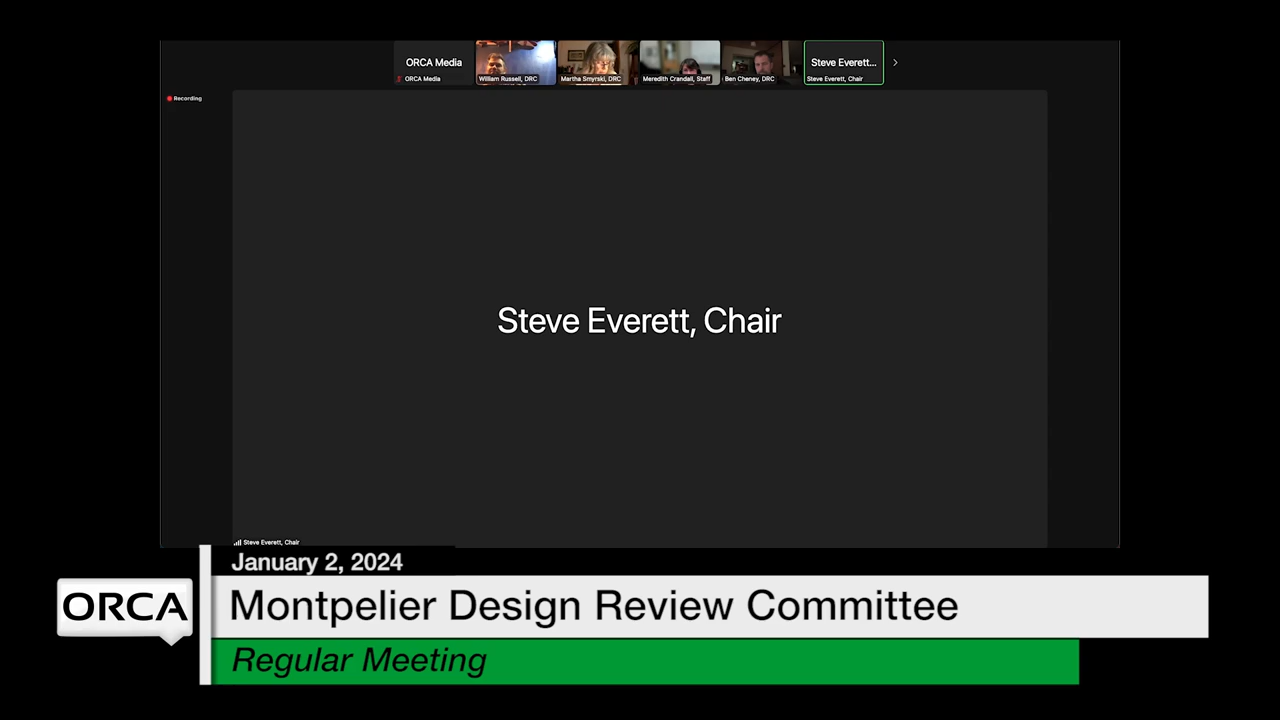 ORCA Media
Steve Everett...
ORCA Media
William Russell, DRC
Martha Smyrski, DRC
Meredith Crandall, Staff
Ben Cheney, DRC
Steve Everett, Chair
Recording
Steve Everett, Chair
Steve Everett, Chair
January 2, 2024
ORCA
Montpelier Design Review Committee
Regular Meeting